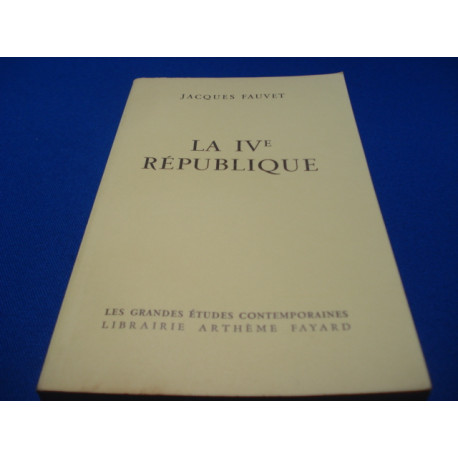 JACQUES FAUVET
LA IVE
RÉPUBLIQUE
LES GRANDES ÉTUDES CONTEMPORAINES
LIBRAIRIE ARTHÈME FAYARD